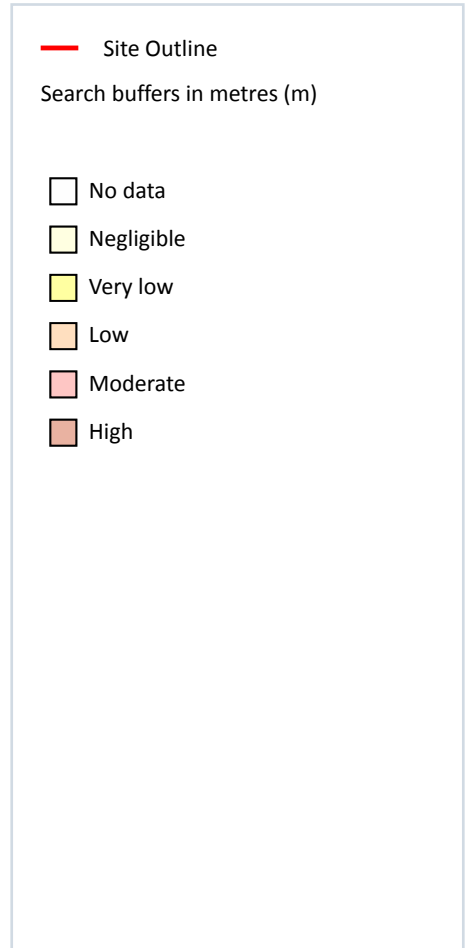 Site Outline
Search buffers in metres (m)
No data
Negligible
Very low
Low
Moderate
High